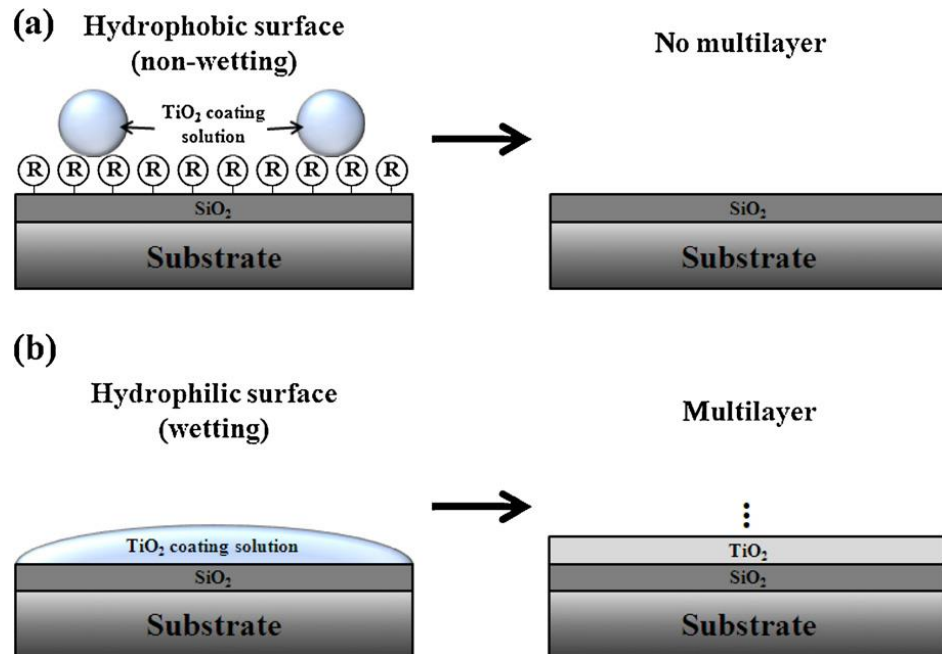 (a)
Hydrophobic surface
(non-wetting)
No multilayer
TiO₂ coating
solution
R R R R R R R R R R
SiO₂
Substrate
SiO₂
Substrate
(b)
Hydrophilic surface
(wetting)
Multilayer
TiO₂ coating solution
SiO₂
Substrate
⋮
TiO₂
SiO₂
Substrate